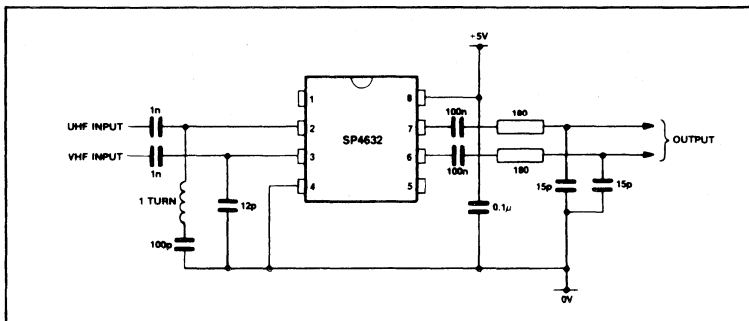 +5V
1n
1
8
100n
180
UHF INPUT
2
7
SP4632
OUTPUT
VHF INPUT
3
6
1n
100n
180
4
5
15p
15p
1 TURN
12p
0.1μ
100p
0V